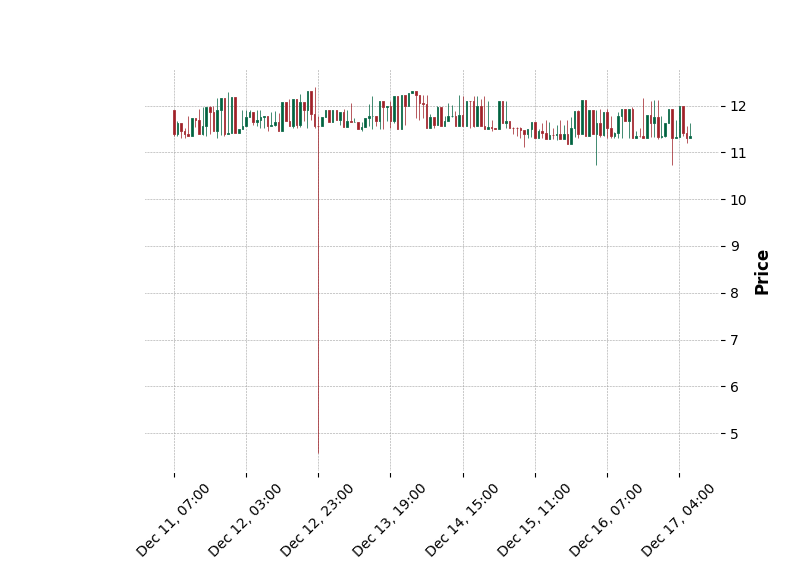 12
11
10
9
8
7
6
5
Price
Dec 11, 07:00
Dec 12, 03:00
Dec 12, 23:00
Dec 13, 19:00
Dec 14, 15:00
Dec 15, 11:00
Dec 16, 07:00
Dec 17, 04:00